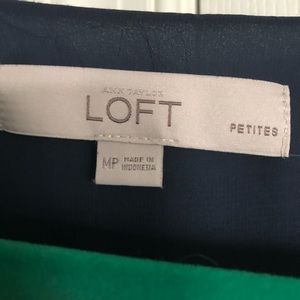 ANN TAYLOR
LOFT
PETITES
MP
MADE IN
INDONESIA